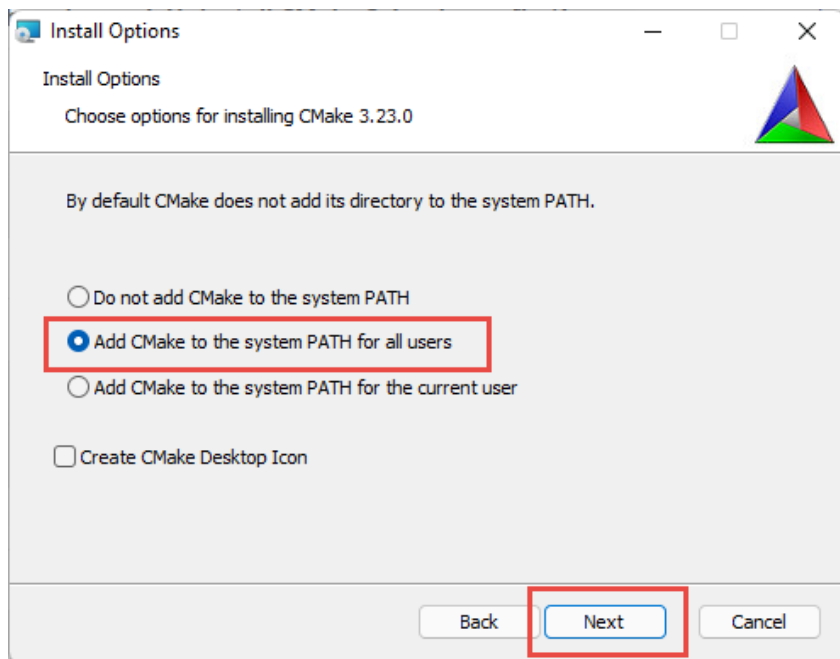 Install Options
Install Options
Choose options for installing CMake 3.23.0
By default CMake does not add its directory to the system PATH.
Do not add CMake to the system PATH
Add CMake to the system PATH for all users
Add CMake to the system PATH for the current user
Create CMake Desktop Icon
Back Next Cancel